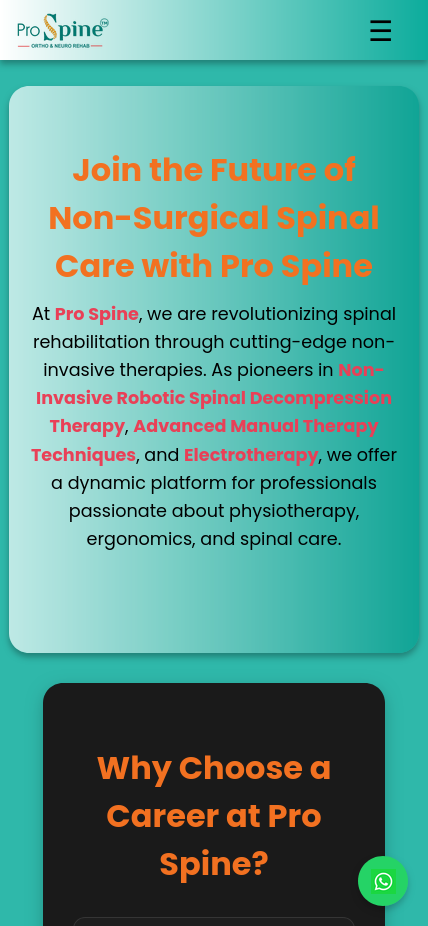 Pro Spine™
ORTHO & NEURO REHAB
Join the Future of
Non-Surgical Spinal
Care with Pro Spine
At Pro Spine, we are revolutionizing spinal
rehabilitation through cutting-edge non-
invasive therapies. As pioneers in Non-
Invasive Robotic Spinal Decompression
Therapy, Advanced Manual Therapy
Techniques, and Electrotherapy, we offer
a dynamic platform for professionals
passionate about physiotherapy,
ergonomics, and spinal care.
Why Choose a
Career at Pro
Spine?